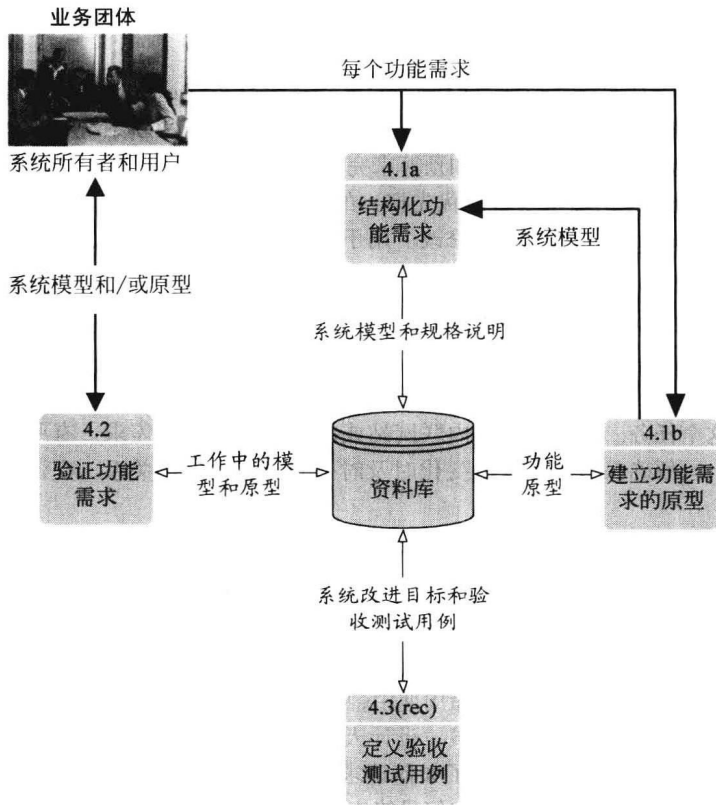 业务团体
系统所有者和用户
每个功能需求
4.1a
结构化功
能需求
系统模型
系统模型和/或原型
系统模型和规格说明
4.2
验证功能
需求
工作中的模
型和原型
资料库
功能
原型
4.1b
建立功能需
求的原型
系统改进目标和验
收测试用例
4.3(rec)
定义验收
测试用例